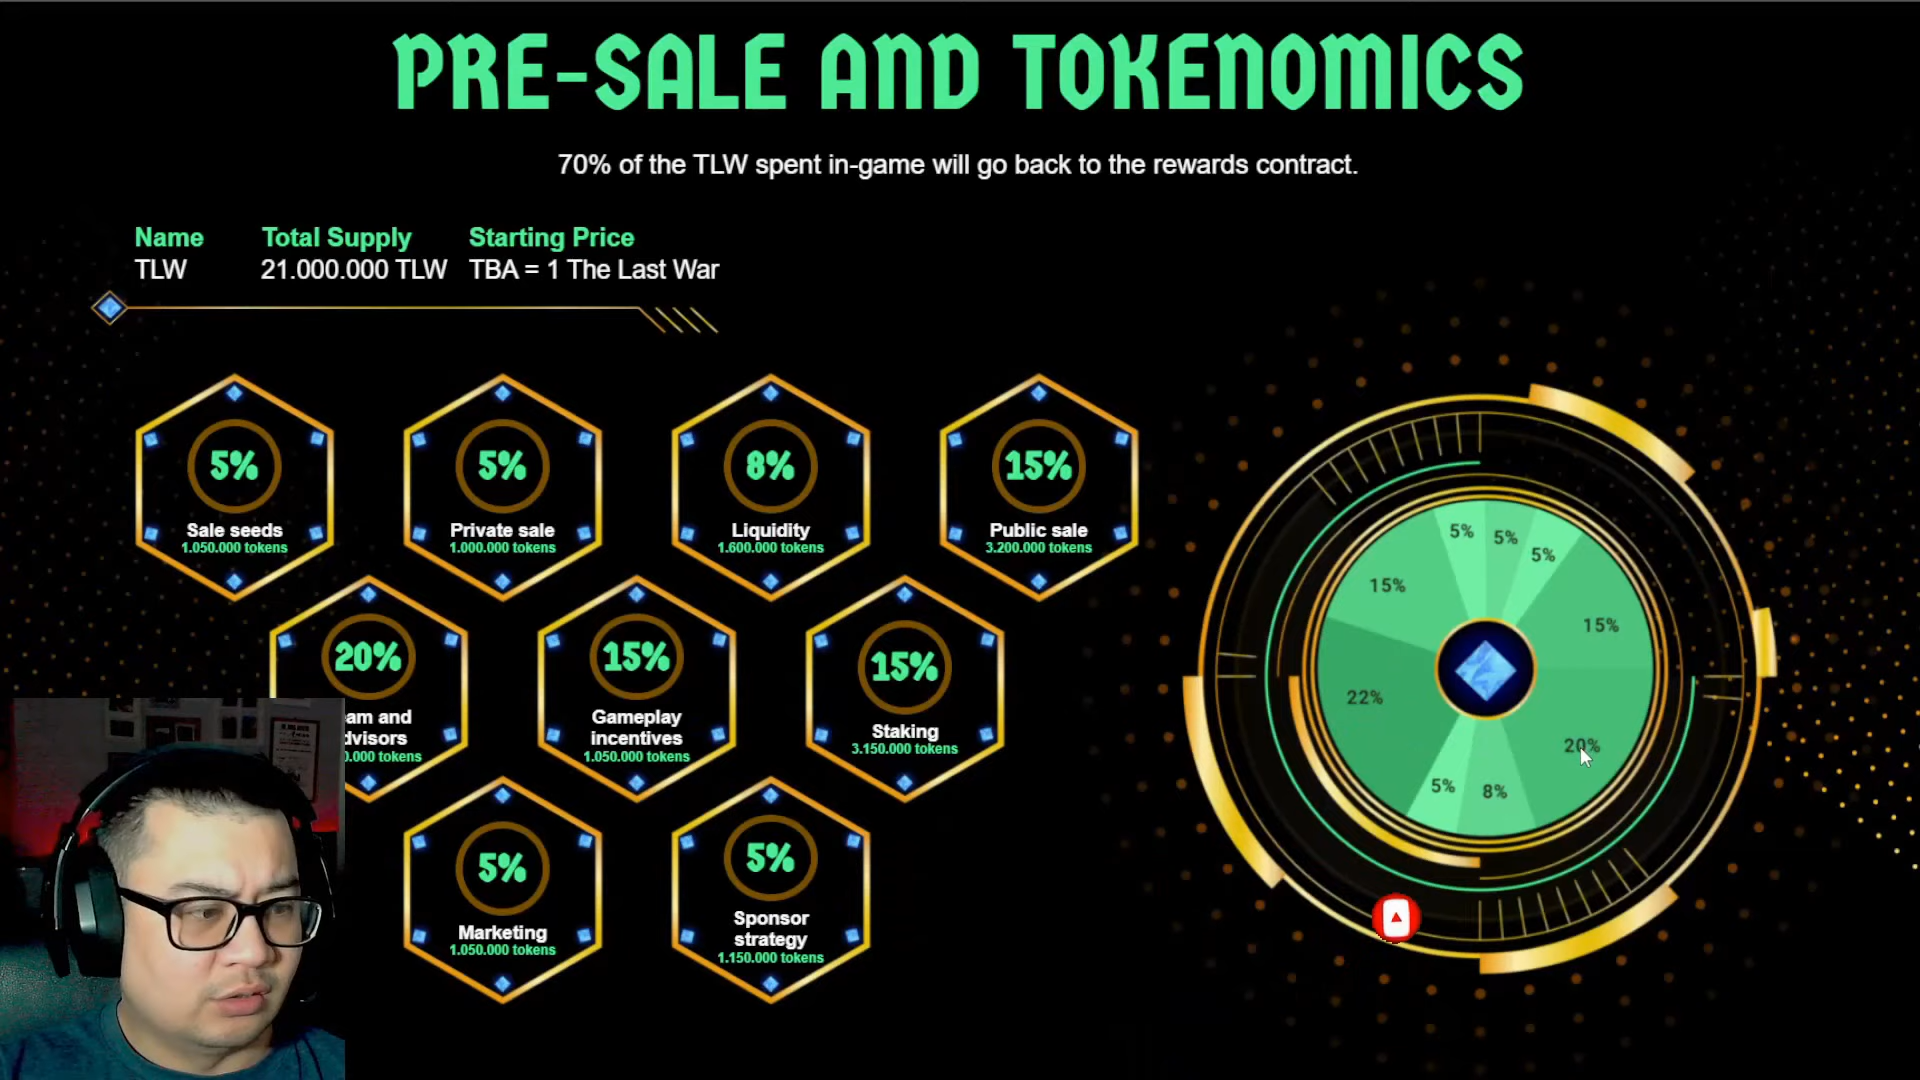 PRE-SALE AND TOKENOMICS
70% of the TLW spent in-game will go back to the rewards contract.
Name Total Supply Starting Price
TLW 21.000.000 TLW TBA = 1 The Last War
5%
Sale seeds
1.050.000 tokens
5%
Private sale
1.000.000 tokens
8%
Liquidity
1.600.000 tokens
15%
Public sale
3.200.000 tokens
20%
and
tokens
15%
Gameplay
incentives
1.050.000 tokens
15%
Staking
3.150.000 tokens
5%
Marketing
1.050.000 tokens
5%
Sponsor
strategy
1.150.000 tokens
5%
5%
5%
15%
15%
22%
20%
5%
8%